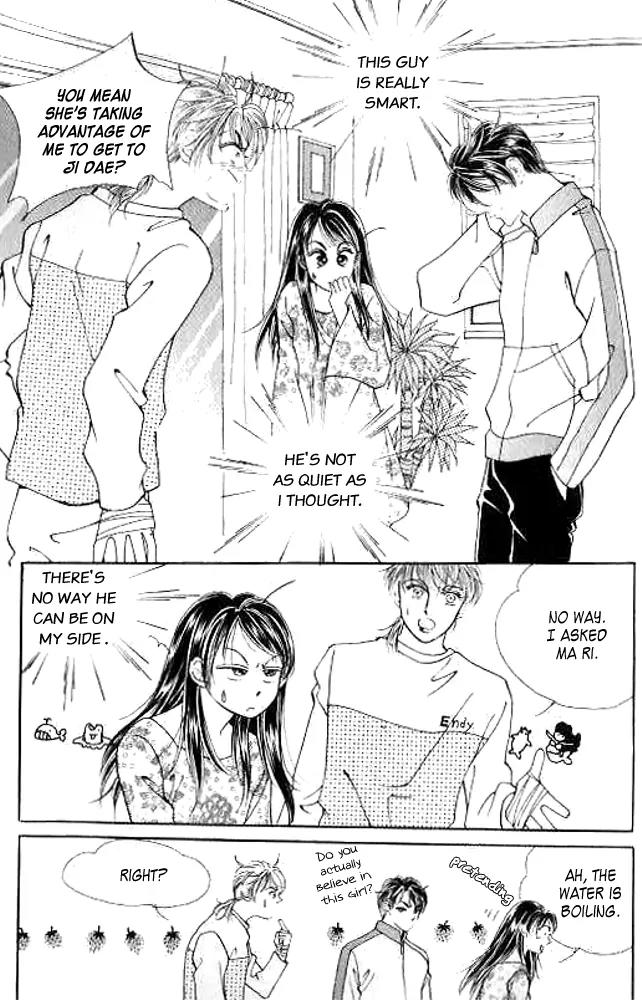 YOU MEAN
SHE'S TAKING
ADVANTAGE OF
ME TO GET TO
JI DAE?
THIS GUY
IS REALLY
SMART.
HE'S NOT
AS QUIET AS
I THOUGHT.
THERE'S
NO WAY HE
CAN BE ON
MY SIDE.
NO WAY.
I ASKED
MA RI.
Endy
RIGHT?
Do you
actually
believe in
this girl?
pretending
AH, THE
WATER IS
BOILING.